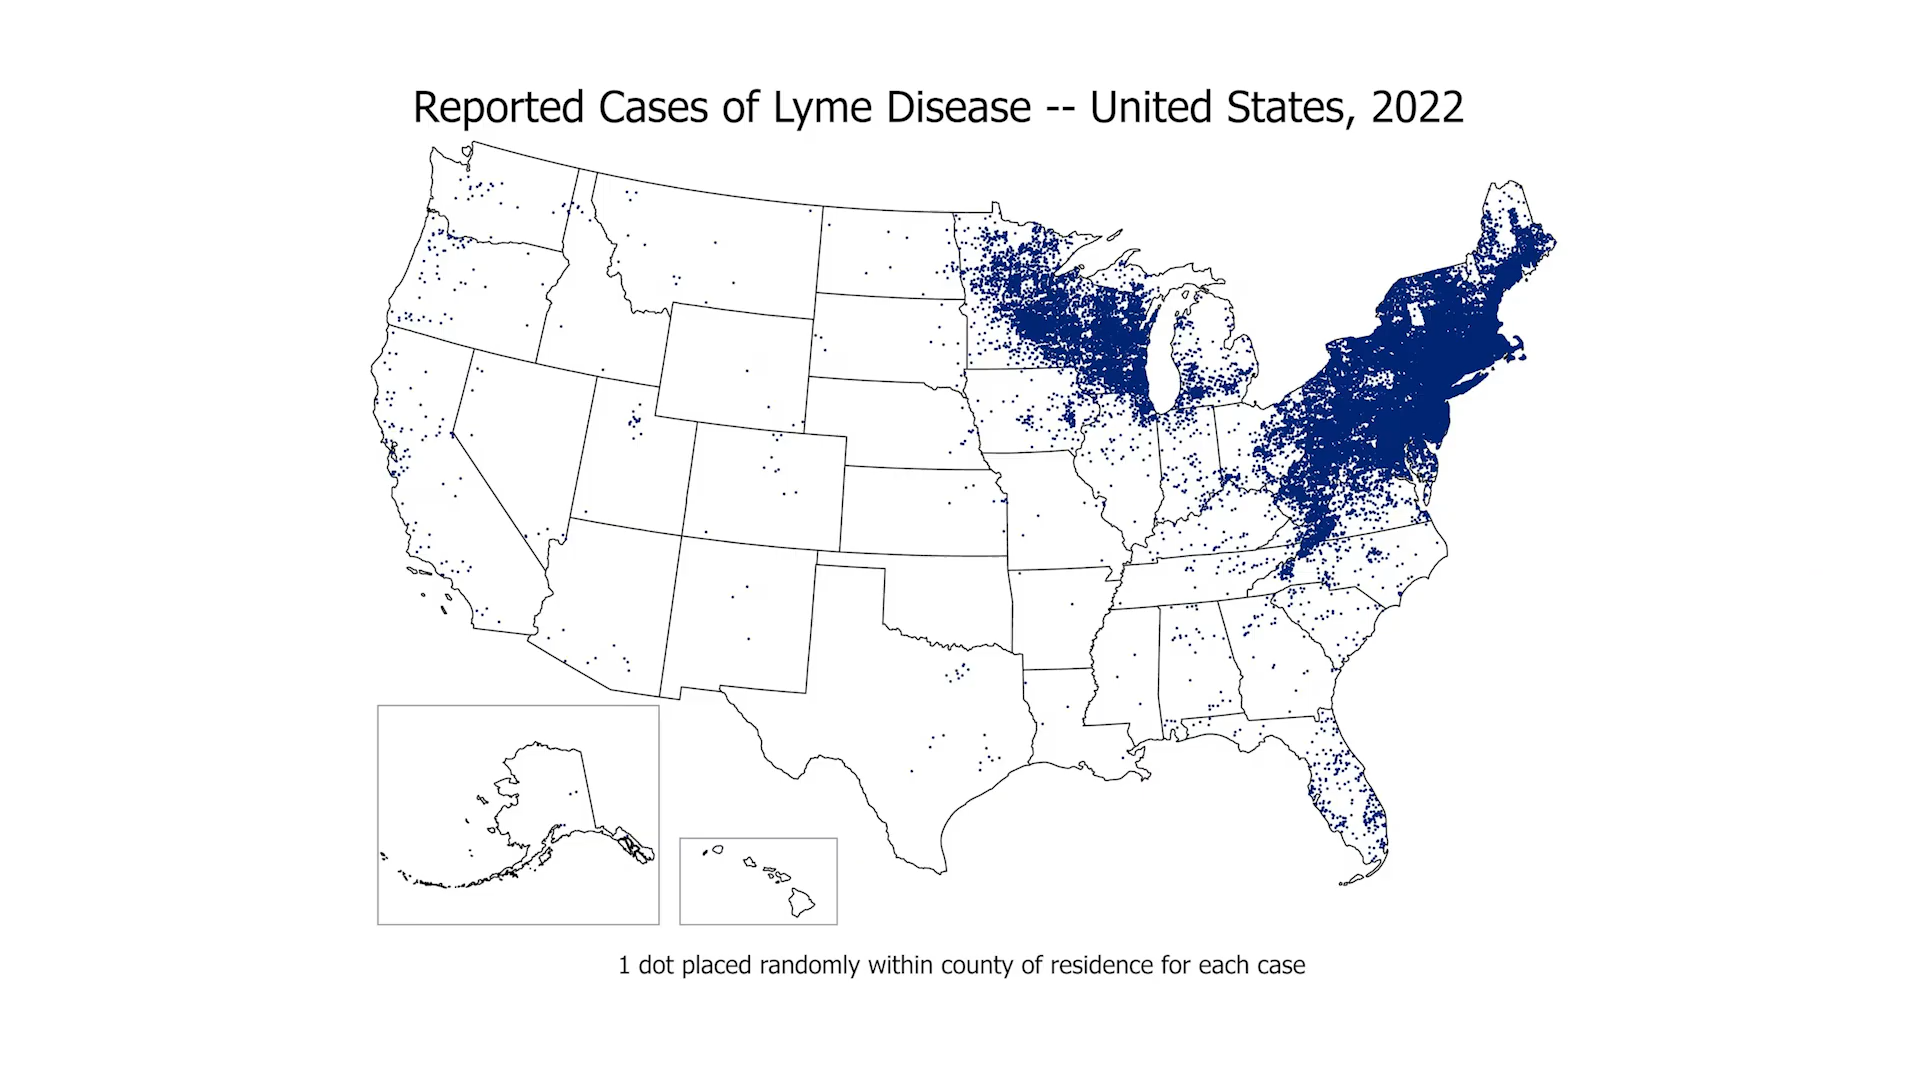 Reported Cases of Lyme Disease -- United States, 2022
1 dot placed randomly within county of residence for each case